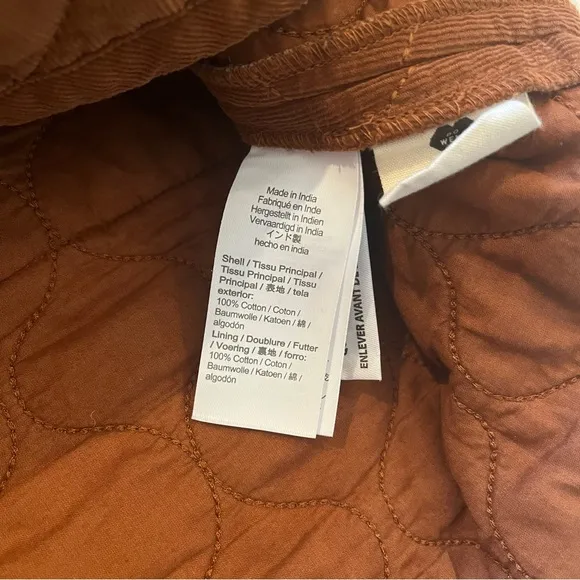 Made in India
Fabriqué en Inde
Hergestellt in Indien
Vervaardigd in India
インド製
hecho en india
Shell / Tissu Principal /
Tissu Principal / Tissu
Principal / 表地 / tela
exterior:
100% Cotton / Coton /
Baumwolle / Katoen / 綿 /
algodón
Lining / Doublure / Futter
/ Voering / 裏地 / forro:
100% Cotton / Coton /
Baumwolle / Katoen / 綿 /
algodón
ENLEVER AVANT DE